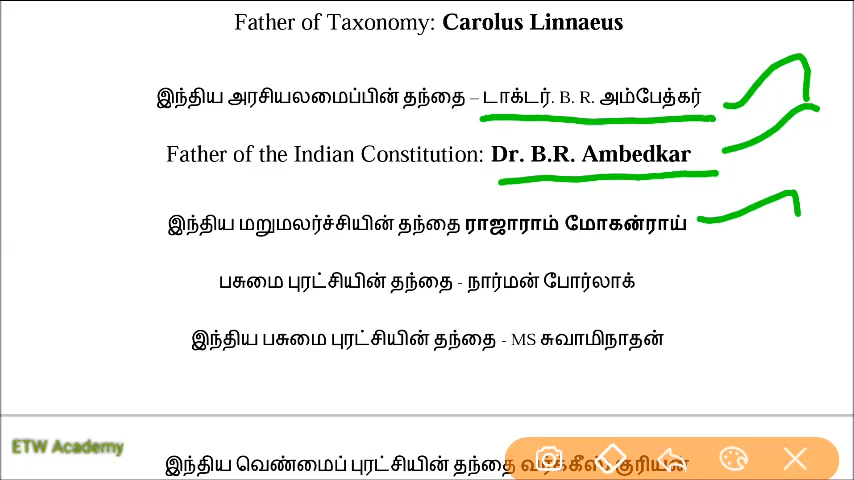 Father of Taxonomy: Carolus Linnaeus
இந்திய அரசியலமைப்பின் தந்தை – டாக்டர். B. R. அம்பேத்கர்
Father of the Indian Constitution: Dr. B.R. Ambedkar
இந்திய மறுமலர்ச்சியின் தந்தை ராஜாராம் மோகன்ராய்
பசுமை புரட்சியின் தந்தை - நார்மன் போர்லாக்
இந்திய பசுமை புரட்சியின் தந்தை - MS சுவாமிநாதன்
ETW Academy
இந்திய வெண்மைப் புரட்சியின் தந்தை வர்க்கீஸ் குரியன்